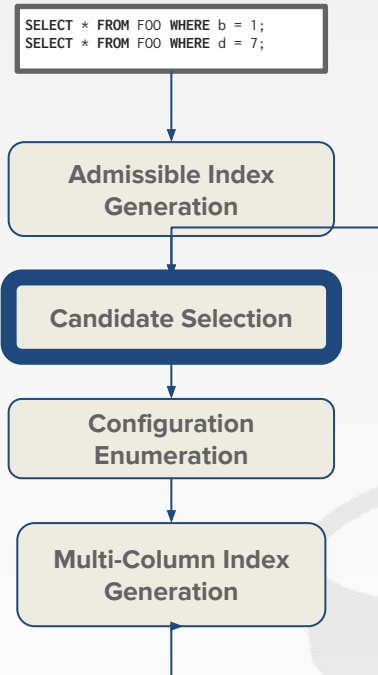 SELECT * FROM FOO WHERE b = 1;
SELECT * FROM FOO WHERE d = 7;
Admissible Index
Generation
Candidate Selection
Configuration
Enumeration
Multi-Column Index
Generation